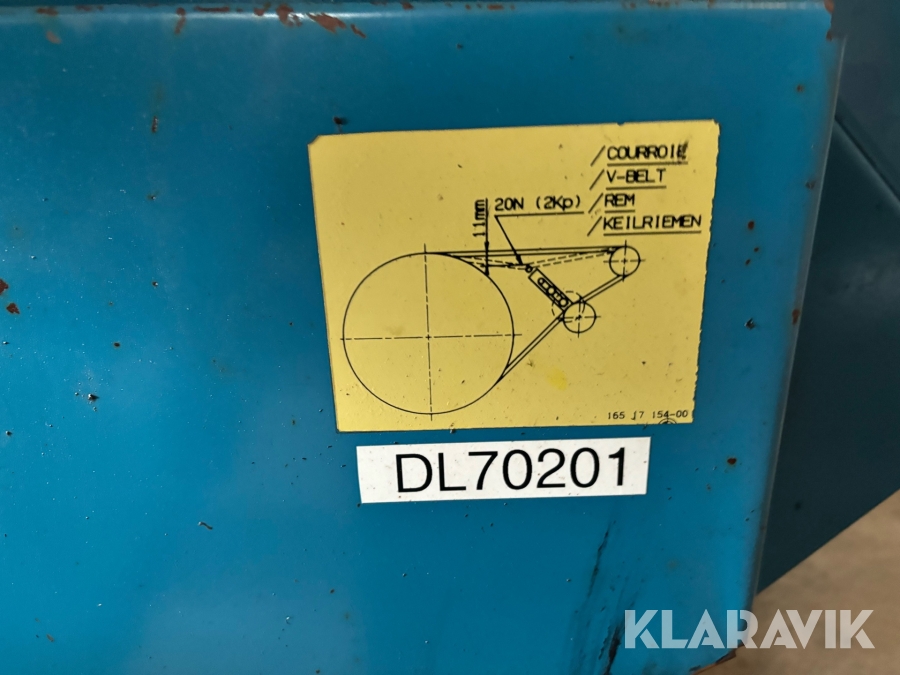 /COURROIE
/V-BELT
11mm 20N (2Kp) /REM
/KEILRIEMEN
165 17 154-00
DL70201
KLARAVIK